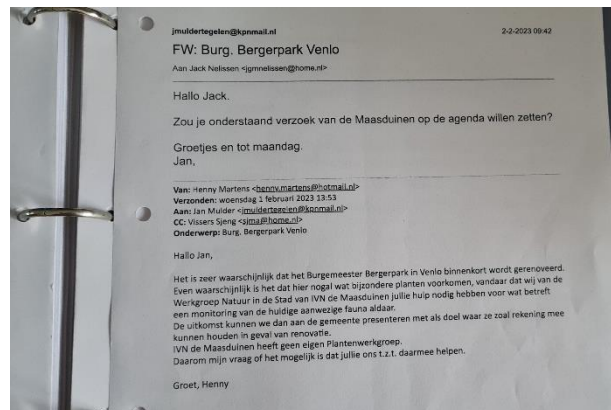 jmuldertegelen@kpnmail.nl 2-2-2023 09:42
FW: Burg. Bergerpark Venlo
Aan Jack Nelissen <jgmnelissen@home.nl>
Hallo Jack.
Zou je onderstaand verzoek van de Maasduinen op de agenda willen zetten?
Groetjes en tot maandag.
Jan,
Van: Henny Martens <henny.martens@hotmail.nl>
Verzonden: woensdag 1 februari 2023 13:53
Aan: Jan Mulder <jmuldertegelen@kpnmail.nl>
CC: Vissers Sjeng <sjma@home.nl>
Onderwerp: Burg. Bergerpark Venlo
Hallo Jan,
Het is zeer waarschijnlijk dat het Burgemeester Bergerpark in Venlo binnenkort wordt gerenoveerd.
Even waarschijnlijk is het dat hier nogal wat bijzondere planten voorkomen, vandaar dat wij van de
Werkgroep Natuur in de Stad van IVN de Maasduinen jullie huip nodig hebben voor wat betreft
een monitoring van de huidige aanwezige fauna aldaar.
De uitkomst kunnen we dan aan de gemeente presenteren met als doel waar ze zoal rekening mee
kunnen houden in geval van renovatie.
IVN de Maasduinen heeft geen eigen Plantenwerkgroep.
Daarom mijn vraag of het mogelijk is dat jullie ons t.z.t. daarmee helpen.
Groet, Henny